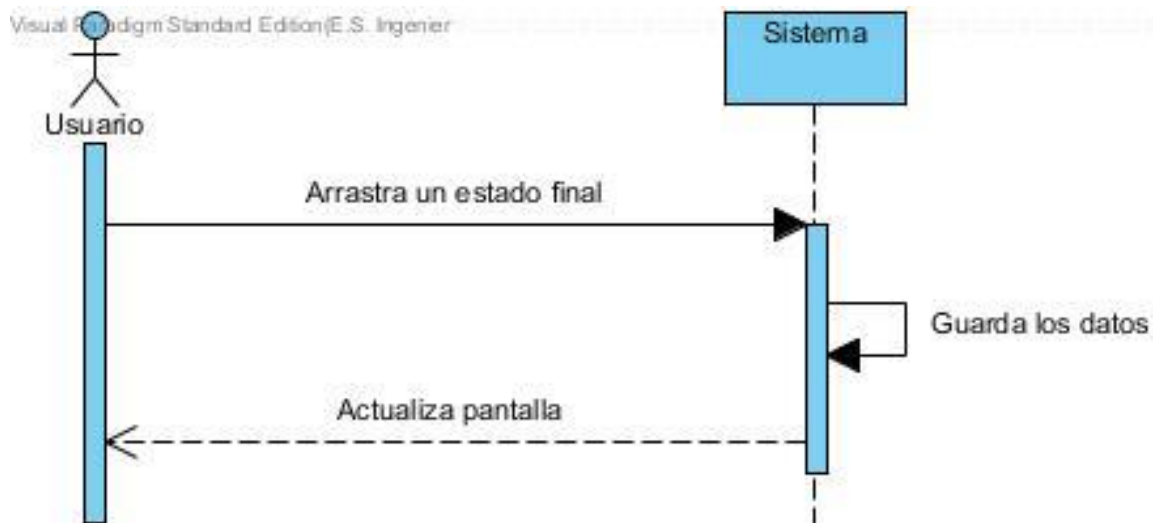 Visual Paradigm Standard Edition(E.S. Ingenier
Sistema
Usuario
Arrastra un estado final
Guarda los datos
Actualiza pantalla